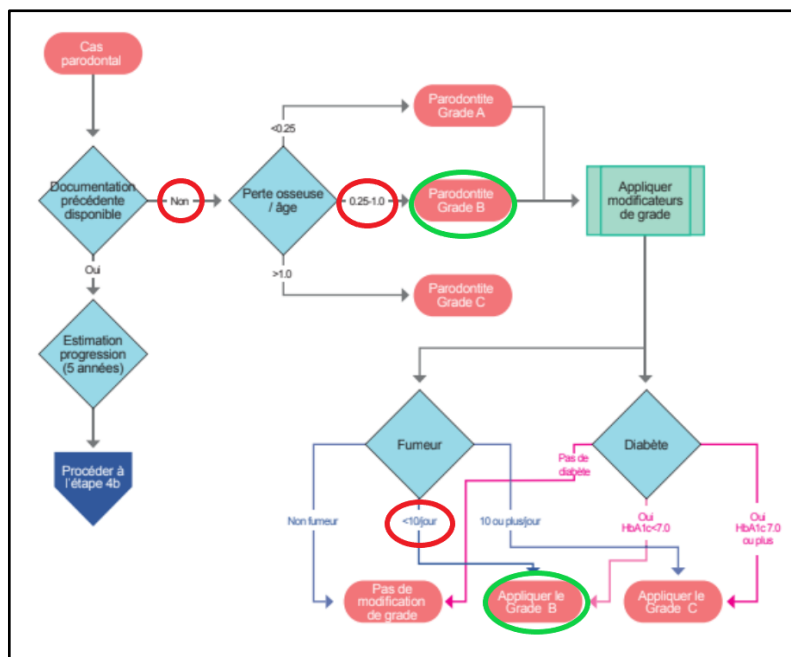 Cas
parodontal
Documentation
précédente
disponible
Non
Oui
Estimation
progression
(5 années)
Procéder à
l'étape 4b
Perte osseuse
/ âge
<0.25
0.25-1.0
>1.0
Parodontite
Grade A
Parodontite
Grade B
Parodontite
Grade C
Appliquer
modificateurs
de grade
Fumeur
Non fumeur
<10/jour
10 ou plus/jour
Diabète
Pas de
diabète
Oui
HbA1c<7.0
Oui
HbA1c 7.0
ou plus
Pas de
modification
de grade
Appliquer le
Grade B
Appliquer le
Grade C